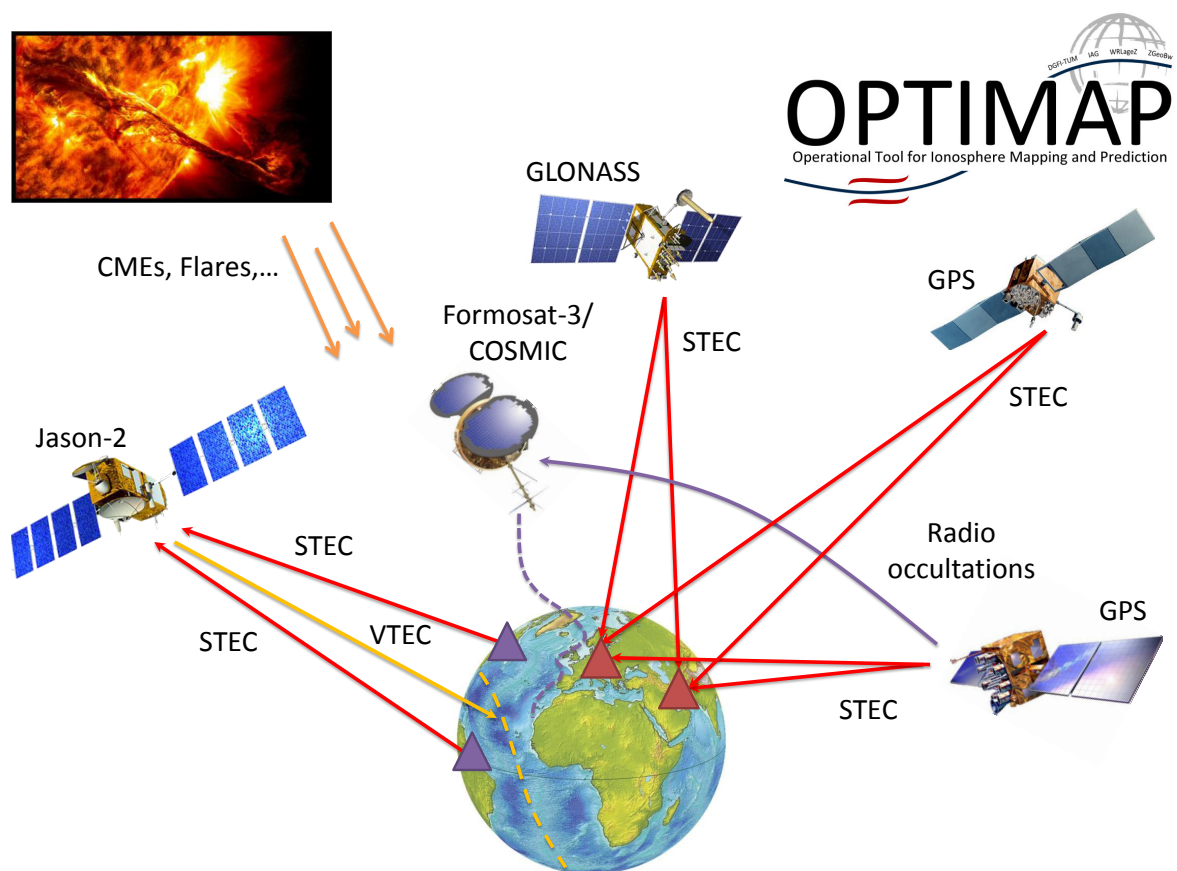 DGFI-TUM IAG WRLageZ ZGeoBw
OPTIMAP
Operational Tool for Ionosphere Mapping and Prediction
GLONASS
CMEs, Flares,...
GPS
Formosat-3/
COSMIC
STEC
STEC
Jason-2
STEC
Radio
occultations
GPS
STEC
VTEC
STEC